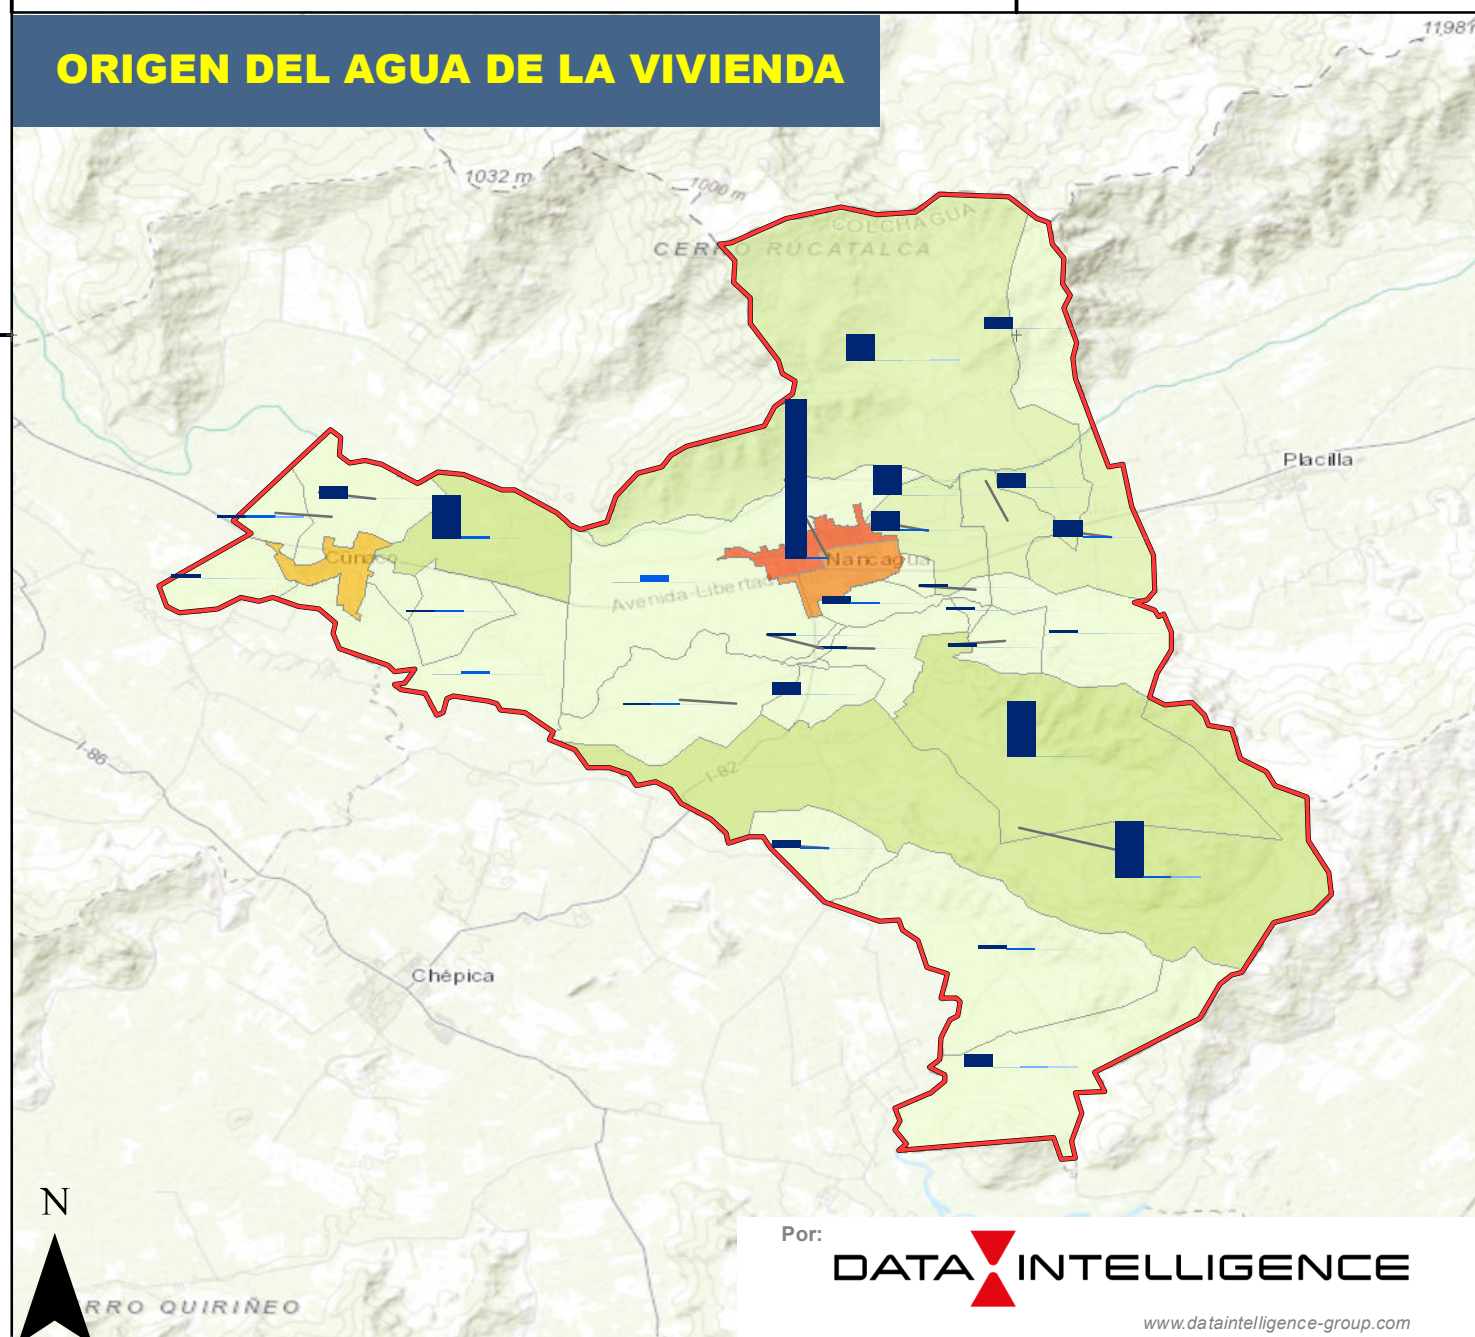 11981
ORIGEN DEL AGUA DE LA VIVIENDA
1032 m
1000 m
COLCHAGUA
CERRO RUCATALCA
Placilla
Cunaco
Nancagua
Avenida-Libertad
I-86
I-82
Chépica
N
Por:
DATA INTELLIGENCE
RRO QUIRIÑEO
www.dataintelligence-group.com